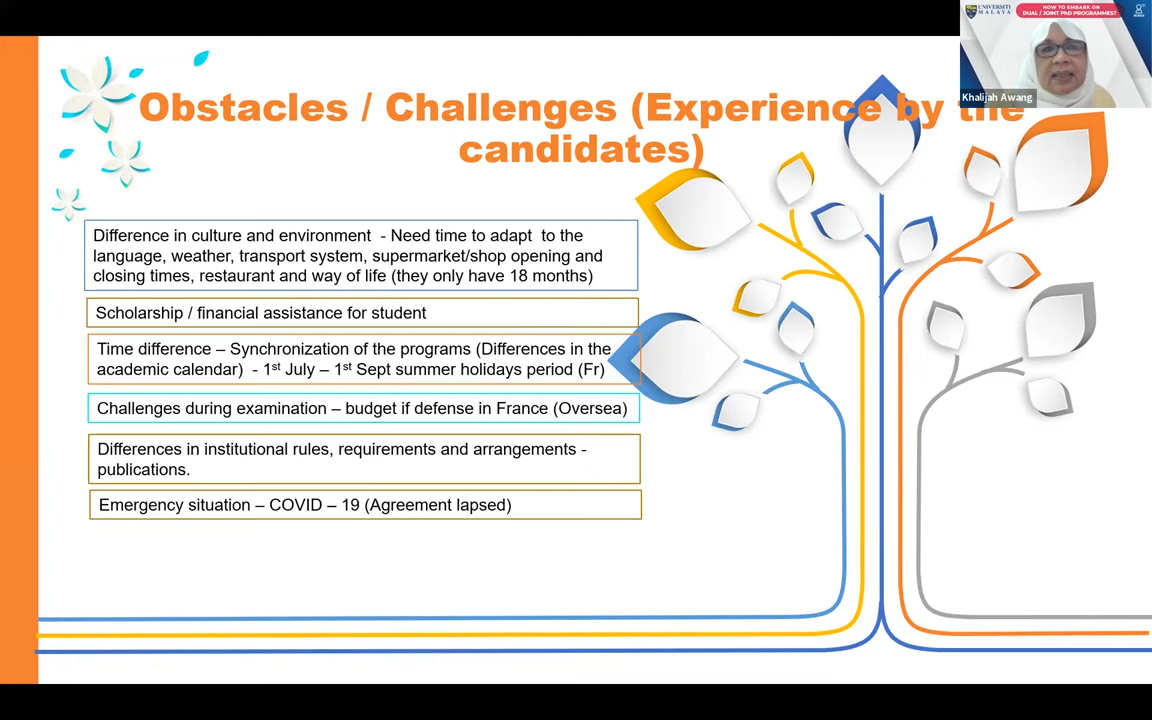 UNIVERSITI
MALAYA
HOW TO EMBARK ON
DUAL / JOINT PhD PROGRAMMES?
Khalijah Awang
Obstacles / Challenges (Experience by the
candidates)
Difference in culture and environment - Need time to adapt to the
language, weather, transport system, supermarket/shop opening and
closing times, restaurant and way of life (they only have 18 months)
Scholarship / financial assistance for student
Time difference – Synchronization of the programs (Differences in the
academic calendar) - 1st July – 1st Sept summer holidays period (Fr)
Challenges during examination – budget if defense in France (Oversea)
Differences in institutional rules, requirements and arrangements -
publications.
Emergency situation – COVID – 19 (Agreement lapsed)